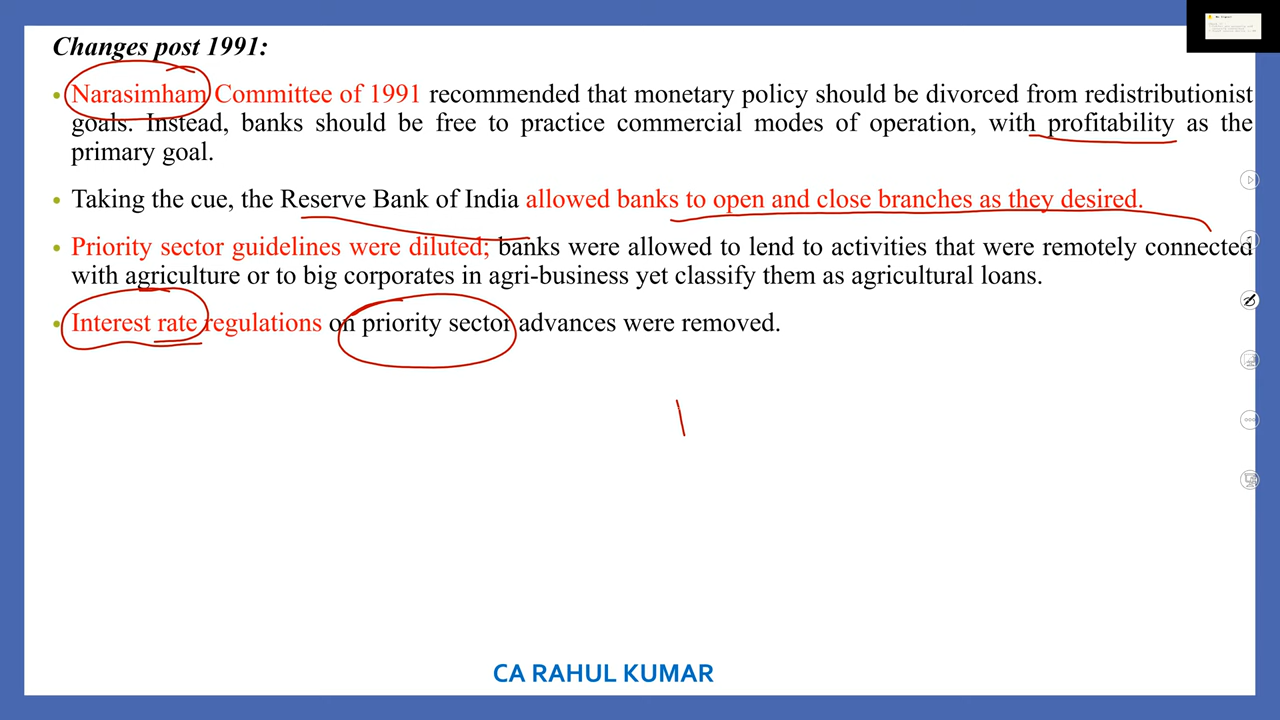 Changes post 1991:
• Narasimham Committee of 1991 recommended that monetary policy should be divorced from redistributionist
goals. Instead, banks should be free to practice commercial modes of operation, with profitability as the
primary goal.
• Taking the cue, the Reserve Bank of India allowed banks to open and close branches as they desired.
• Priority sector guidelines were diluted; banks were allowed to lend to activities that were remotely connected
with agriculture or to big corporates in agri-business yet classify them as agricultural loans.
• Interest rate regulations on priority sector advances were removed.
CA RAHUL KUMAR